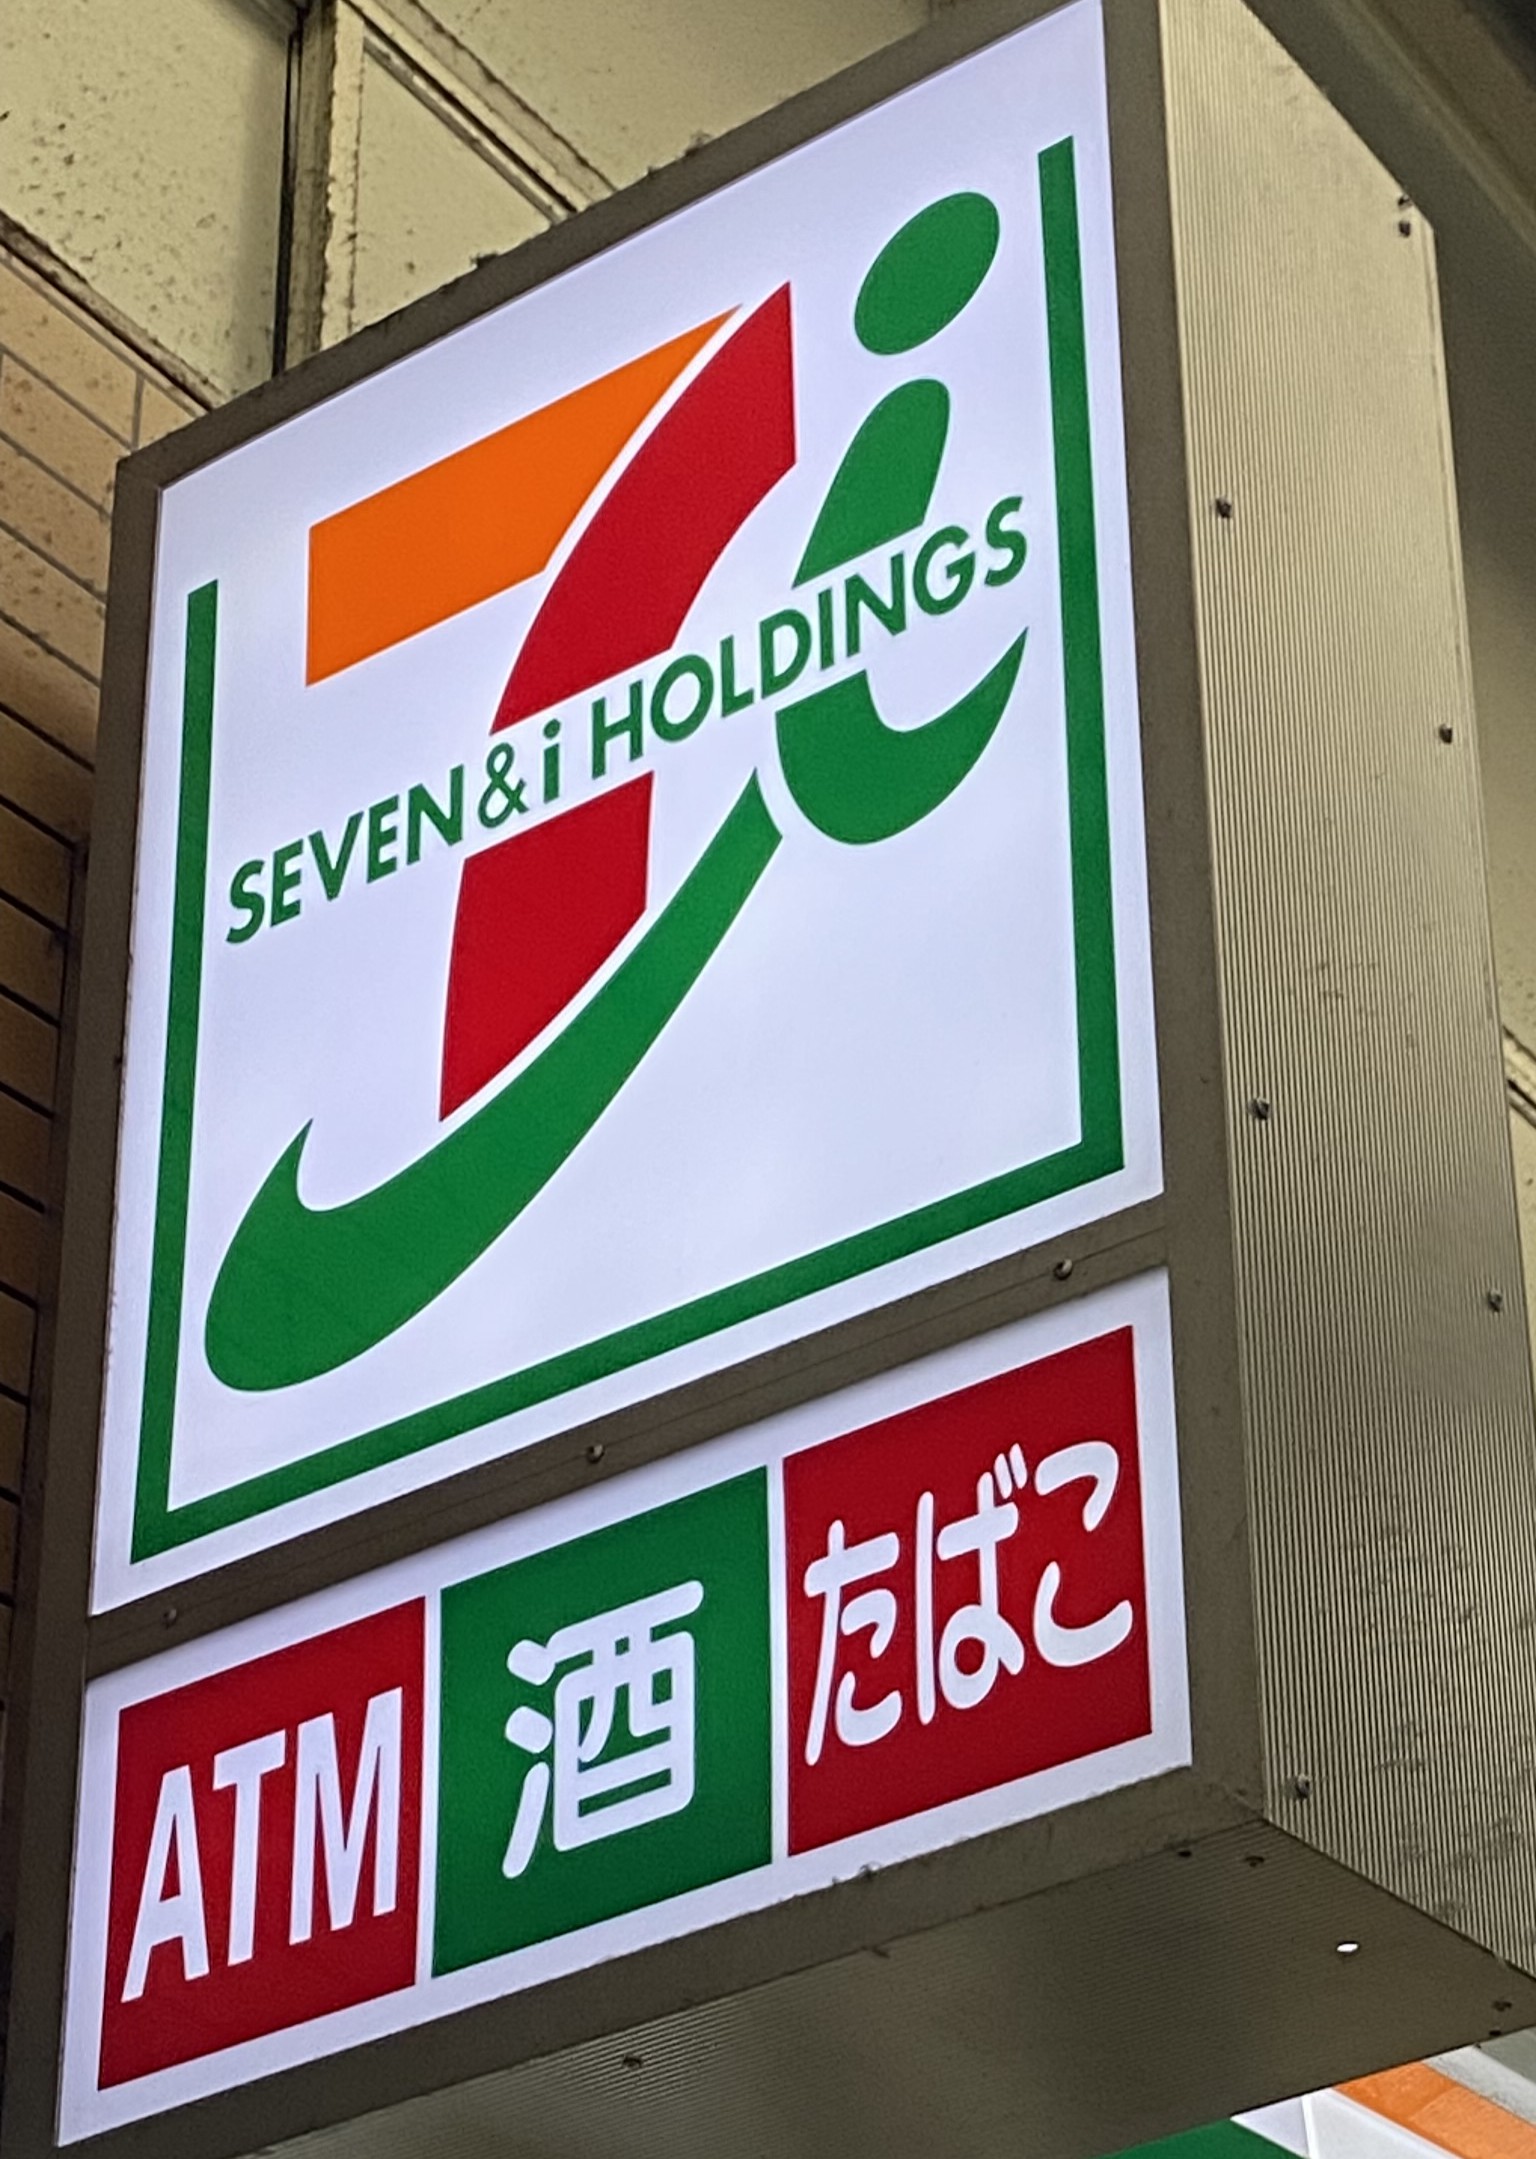 SEVEN & i HOLDINGS
ATM 酒 たばこ